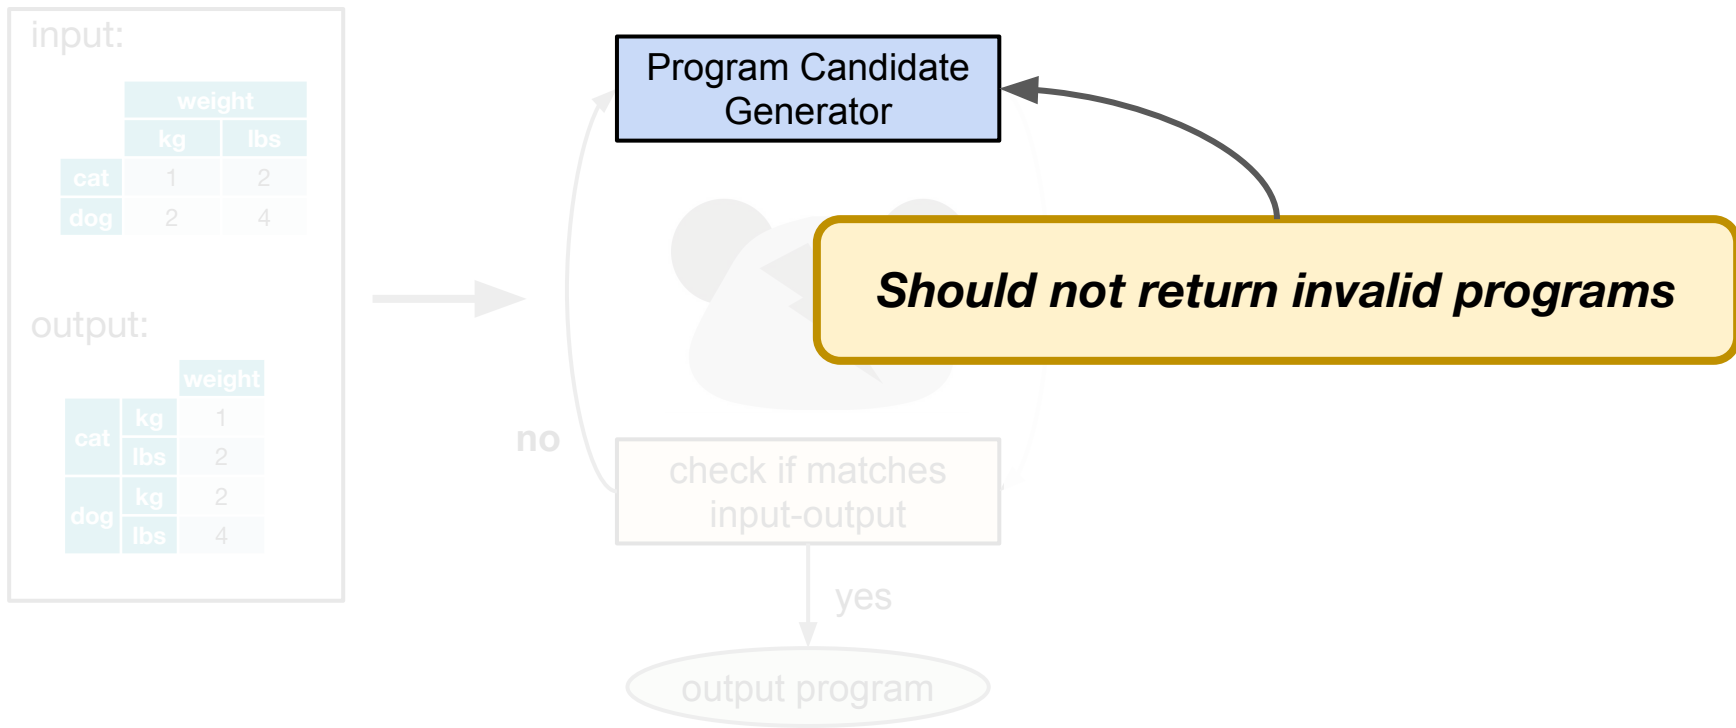 input:
weight
kg lbs
cat 1 2
dog 2 4
output:
weight
cat kg 1
lbs 2
dog kg 2
lbs 4
Program Candidate
Generator
Should not return invalid programs
no
check if matches
input-output
yes
output program